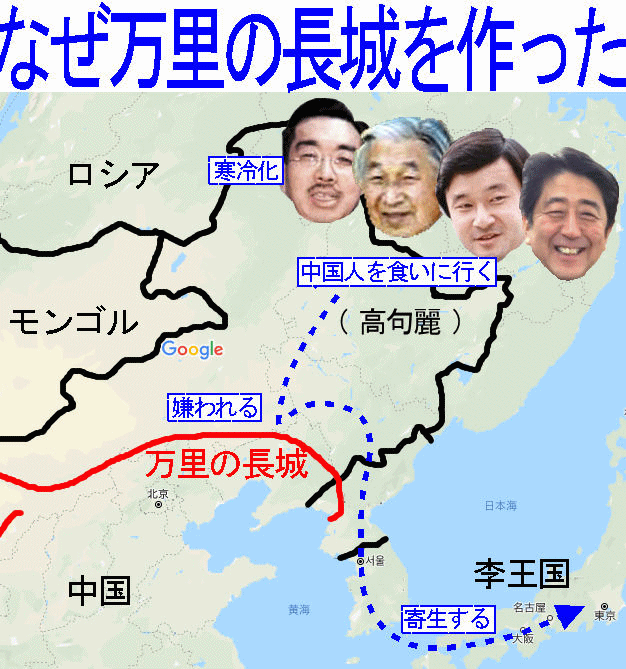 なぜ万里の長城を作った
ロシア
寒冷化
中国人を食いに行く
モンゴル
（高句麗）
Google
嫌われる
万里の長城
北京
日本海
서울
李王国
中国
黄海
寄生する
名古屋
東京
大阪